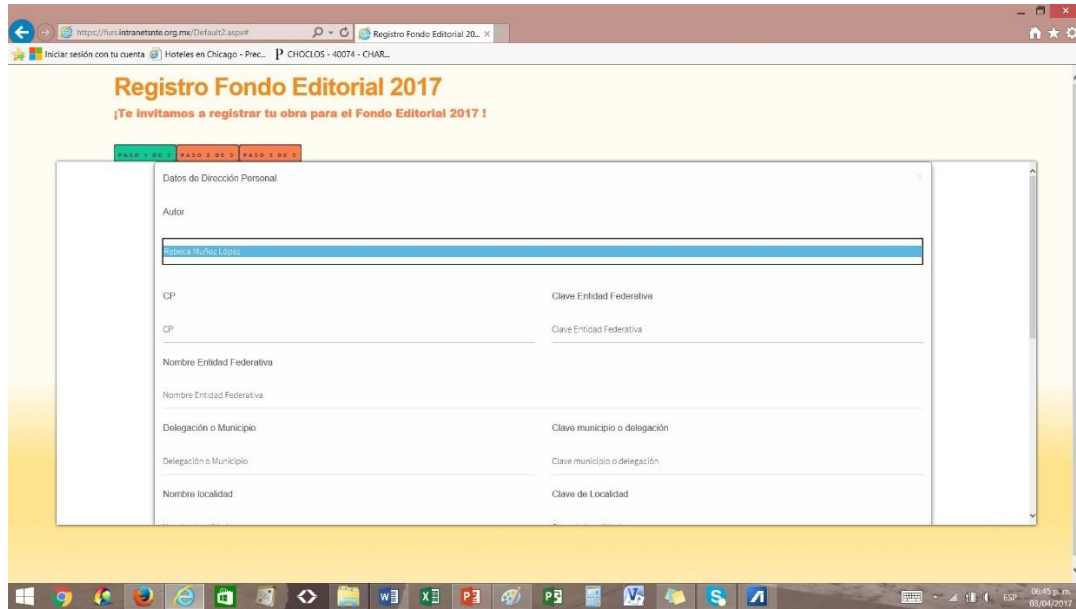 https://furs.intranetsnte.org.mx/Default2.aspx#
Registro Fondo Editorial 20...
Iniciar sesión con tu cuenta
Hoteles en Chicago - Prec...
CHOCLOS - 40074 - CHAR...
Registro Fondo Editorial 2017
¡Te invitamos a registrar tu obra para el Fondo Editorial 2017 !
PASO 1 DE 3 PASO 2 DE 3 PASO 3 DE 3
Datos de Dirección Personal
Autor
Rebeca Muñoz López
CP Clave Entidad Federativa
CP Clave Entidad Federativa
Nombre Entidad Federativa
Nombre Entidad Federativa
Delegación o Municipio Clave municipio o delegación
Delegación o Municipio Clave municipio o delegación
Nombre localidad Clave de Localidad
ESP
06:45 p. m.
03/04/2017